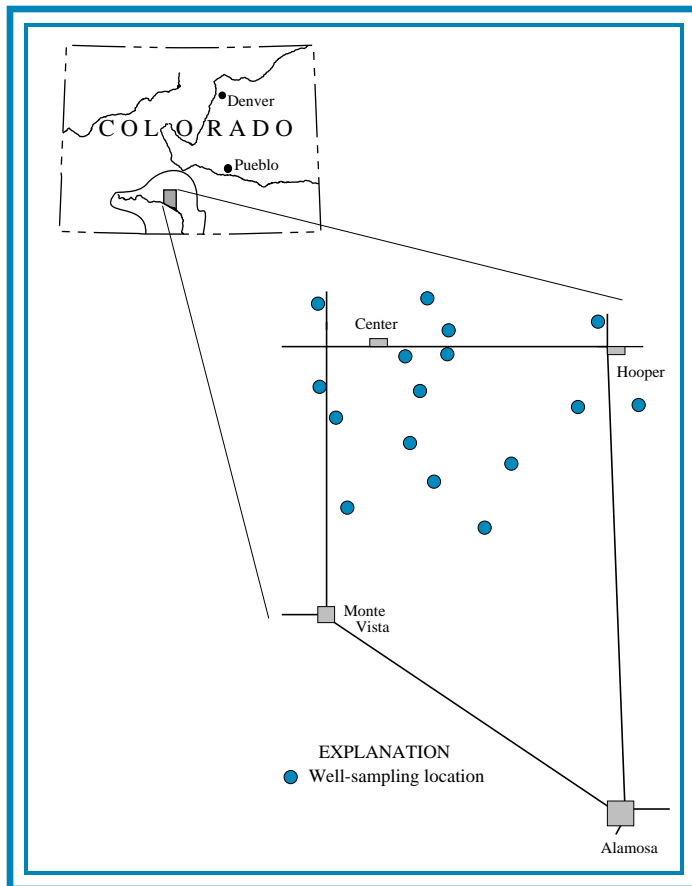 Denver
COLORADO
Pueblo
Center
Hooper
Monte
Vista
EXPLANATION
Well-sampling location
Alamosa